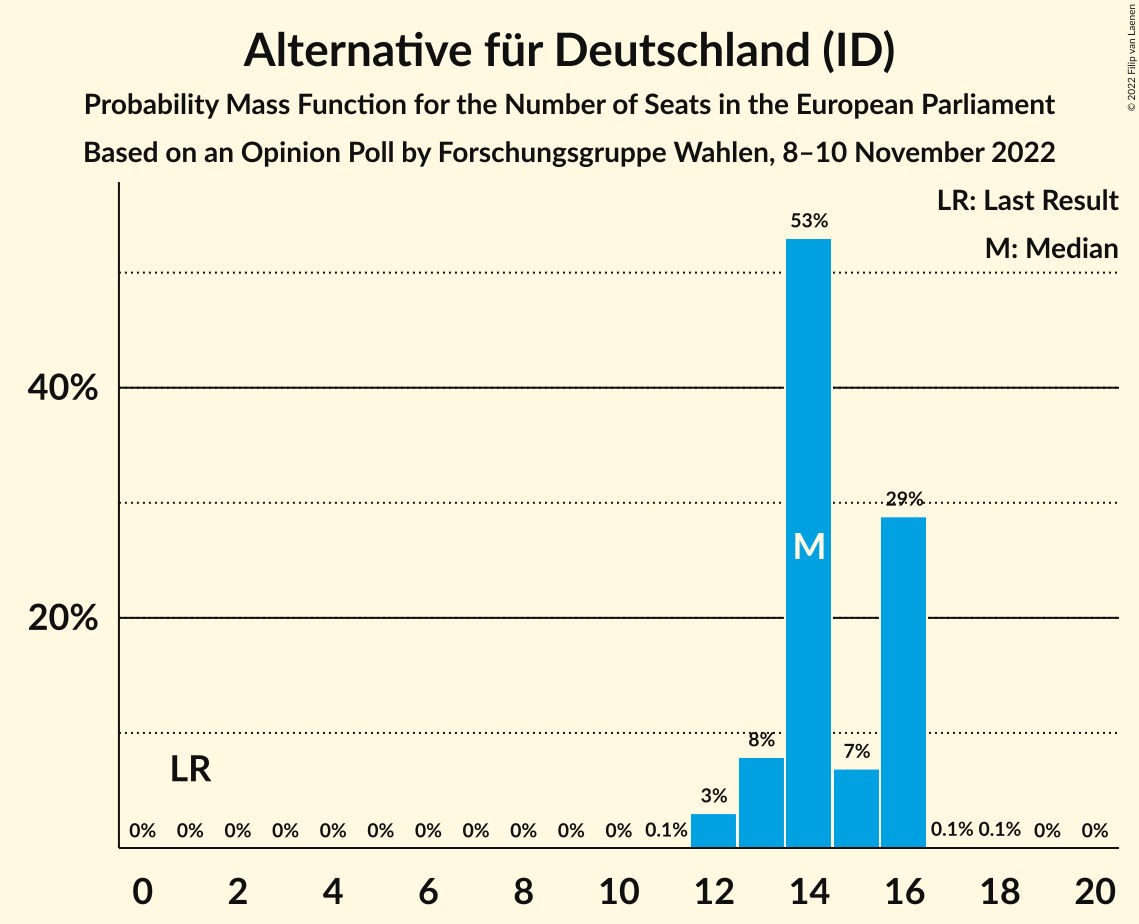 Alternative für Deutschland (ID)
Probability Mass Function for the Number of Seats in the European Parliament
Based on an Opinion Poll by Forschungsgruppe Wahlen, 8–10 November 2022
© 2022 Filip van Laenen
LR: Last Result
M: Median
53%
40%
29%
M
20%
8%
7%
LR
3%
0% 0% 0% 0% 0% 0% 0% 0% 0% 0% 0% 0.1% 0.1% 0.1% 0% 0%
0 2 4 6 8 10 12 14 16 18 20